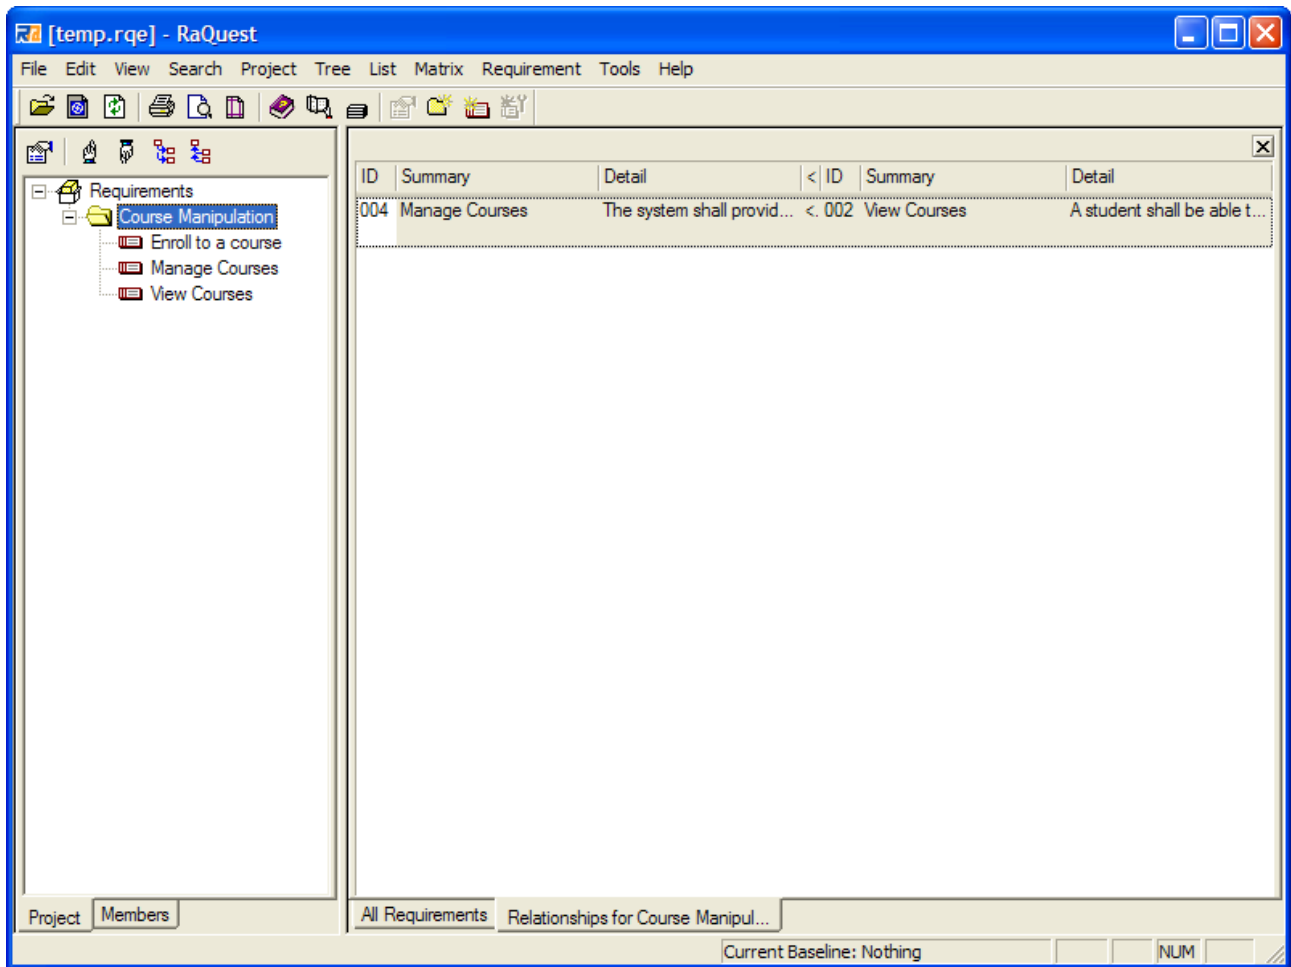 [temp.rqe] - RaQuest
File Edit View Search Project Tree List Matrix Requirement Tools Help
Requirements
Course Manipulation
Enroll to a course
Manage Courses
View Courses
ID Summary Detail < ID Summary Detail
004 Manage Courses The system shall provid... <. 002 View Courses A student shall be able t...
Project Members
All Requirements Relationships for Course Manipul...
Current Baseline: Nothing NUM